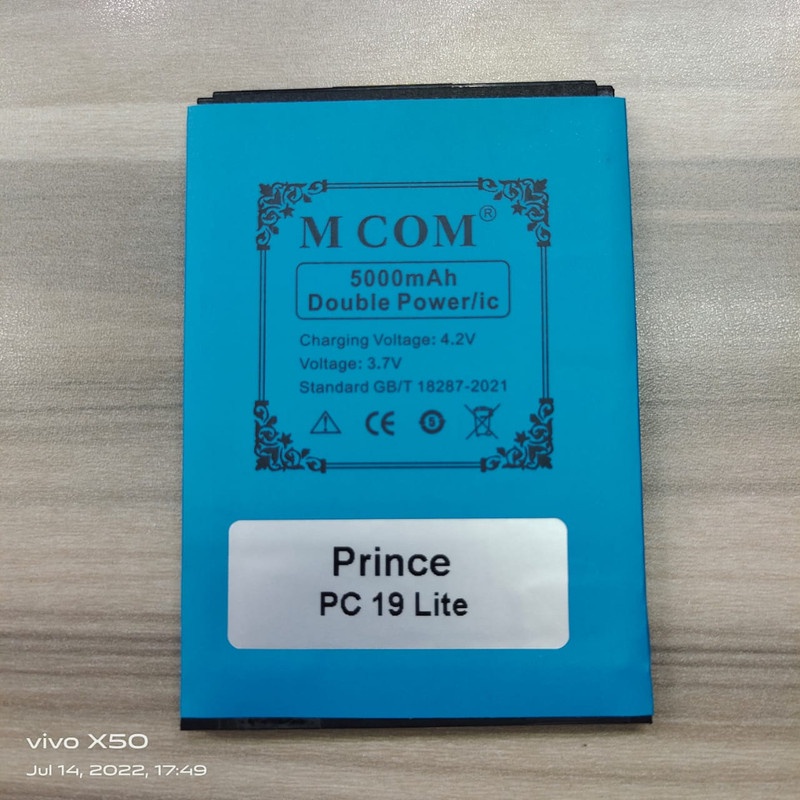 M COM®
5000mAh
Double Power/ic
Charging Voltage: 4.2V
Voltage: 3.7V
Standard GB/T 18287-2021
CE
Prince
PC 19 Lite
vivo X50
Jul 14, 2022, 17:49